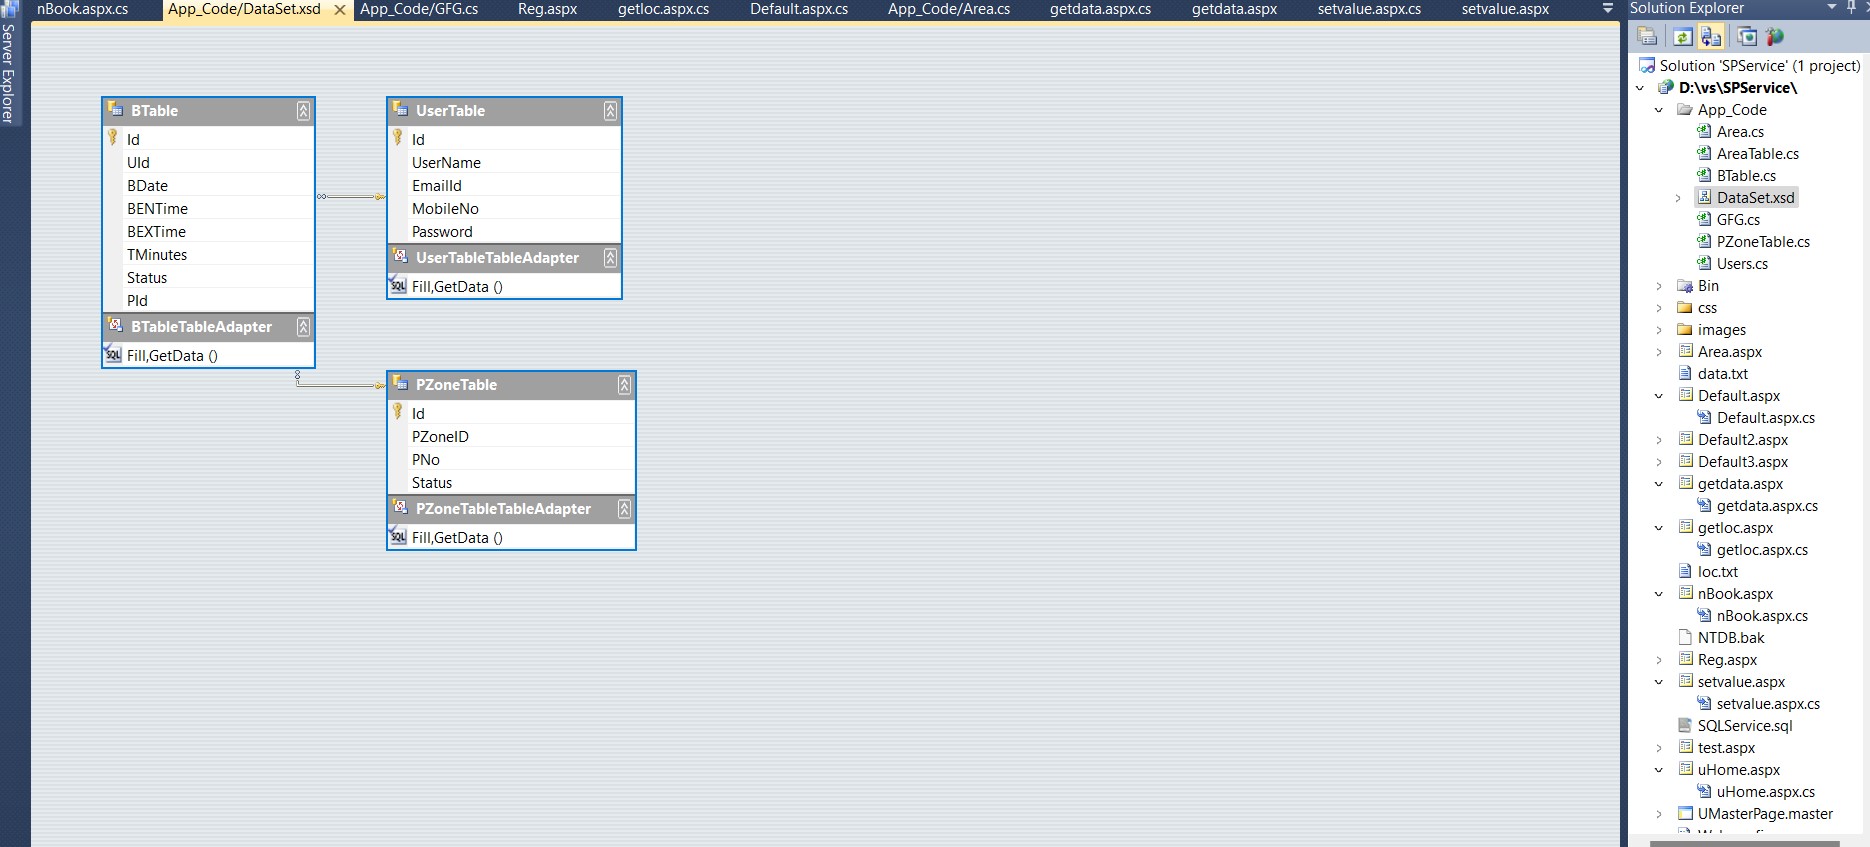 nBook.aspx.cs
App_Code/DataSet.xsd
App_Code/GFG.cs
Reg.aspx
getloc.aspx.cs
Default.aspx.cs
App_Code/Area.cs
getdata.aspx.cs
getdata.aspx
setvalue.aspx.cs
setvalue.aspx
Server Explorer
BTable
Id
UId
BDate
BENTime
BEXTime
TMinutes
Status
PId
BTableTableAdapter
SQL Fill,GetData ()
UserTable
Id
UserName
EmailId
MobileNo
Password
UserTableTableAdapter
SQL Fill,GetData ()
PZoneTable
Id
PZoneID
PNo
Status
PZoneTableTableAdapter
SQL Fill,GetData ()
Solution Explorer
Solution 'SPService' (1 project)
D:\vs\SPService\
App_Code
Area.cs
AreaTable.cs
BTable.cs
DataSet.xsd
GFG.cs
PZoneTable.cs
Users.cs
Bin
css
images
Area.aspx
data.txt
Default.aspx
Default.aspx.cs
Default2.aspx
Default3.aspx
getdata.aspx
getdata.aspx.cs
getloc.aspx
getloc.aspx.cs
loc.txt
nBook.aspx
nBook.aspx.cs
NTDB.bak
Reg.aspx
setvalue.aspx
setvalue.aspx.cs
SQLService.sql
test.aspx
uHome.aspx
uHome.aspx.cs
UMasterPage.master